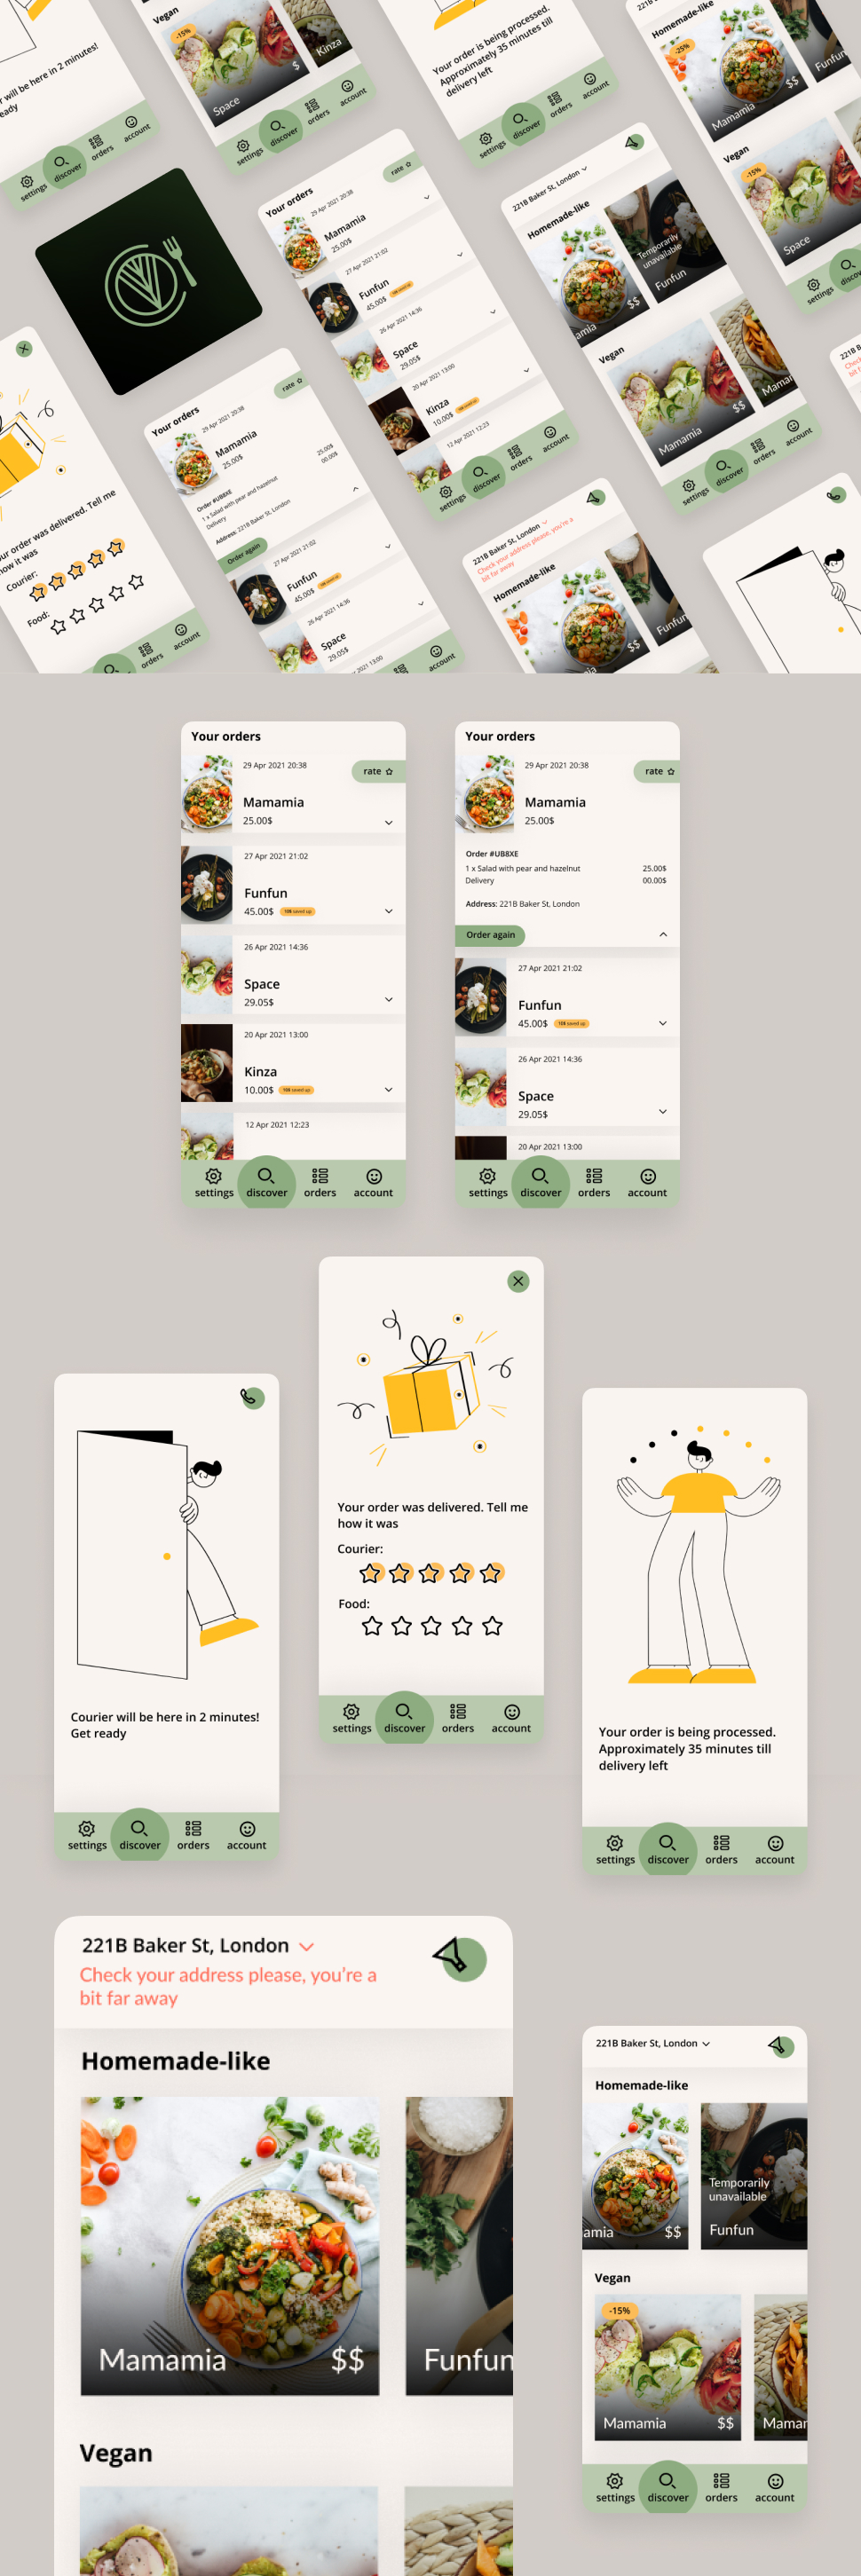 Vegan
-15%
Space
$
Kinza
will be here in 2 minutes!
settings
discover
orders
account
settings
discover
orders
account
Your order is being processed.
Approximately 35 minutes till
delivery left
settings
discover
orders
account
Homemade-like
-25%
Mamamia
$$
Funfun
Vegan
-15%
Space
settings
Your orders
rate
29 Apr 2021 20:38
Mamamia
25.00$
27 Apr 2021 21:02
Funfun
45.00$
26 Apr 2021 14:36
Space
29.05$
20 Apr 2021 13:00
Kinza
10.00$
12 Apr 2021 12:23
settings
discover
orders
account
221B Baker St, London
Homemade-like
$$
Temporarily
unavailable
Funfun
Vegan
Mamamia
$$
settings
discover
orders
account
Your orders
rate
29 Apr 2021 20:38
Mamamia
25.00$
Order #UB8XE
1 x Salad with pear and hazelnut
25.00$
Delivery
00.00$
Address: 221B Baker St, London
Order again
27 Apr 2021 21:02
Funfun
45.00$
26 Apr 2021 14:36
Space
29.05$
your order was delivered. Tell me
how it was
Courier:
Food:
orders
account
221B Baker St, London
Check your address please, you're a
bit far away
Homemade-like
$$
Your orders
29 Apr 2021 20:38
rate
Mamamia
25.00$
27 Apr 2021 21:02
Funfun
45.00$ 10$ saved up
26 Apr 2021 14:36
Space
29.05$
20 Apr 2021 13:00
Kinza
10.00$ 10$ saved up
12 Apr 2021 12:23
settings
discover
orders
account
Your orders
29 Apr 2021 20:38
rate
Mamamia
25.00$
Order #UB8XE
1 x Salad with pear and hazelnut 25.00$
Delivery 00.00$
Address: 221B Baker St, London
Order again
27 Apr 2021 21:02
Funfun
45.00$ 10$ saved up
26 Apr 2021 14:36
Space
29.05$
20 Apr 2021 13:00
settings
discover
orders
account
Your order was delivered. Tell me
how it was
Courier:
Food:
settings
discover
orders
account
Courier will be here in 2 minutes!
Get ready
settings
discover
orders
account
Your order is being processed.
Approximately 35 minutes till
delivery left
settings
discover
orders
account
221B Baker St, London
Check your address please, you're a
bit far away
Homemade-like
Mamamia
$$
Funfun
Vegan
221B Baker St, London
Homemade-like
amia
$$
Temporarily
unavailable
Funfun
Vegan
-15%
Mamamia
$$
Mamam
settings
discover
orders
account